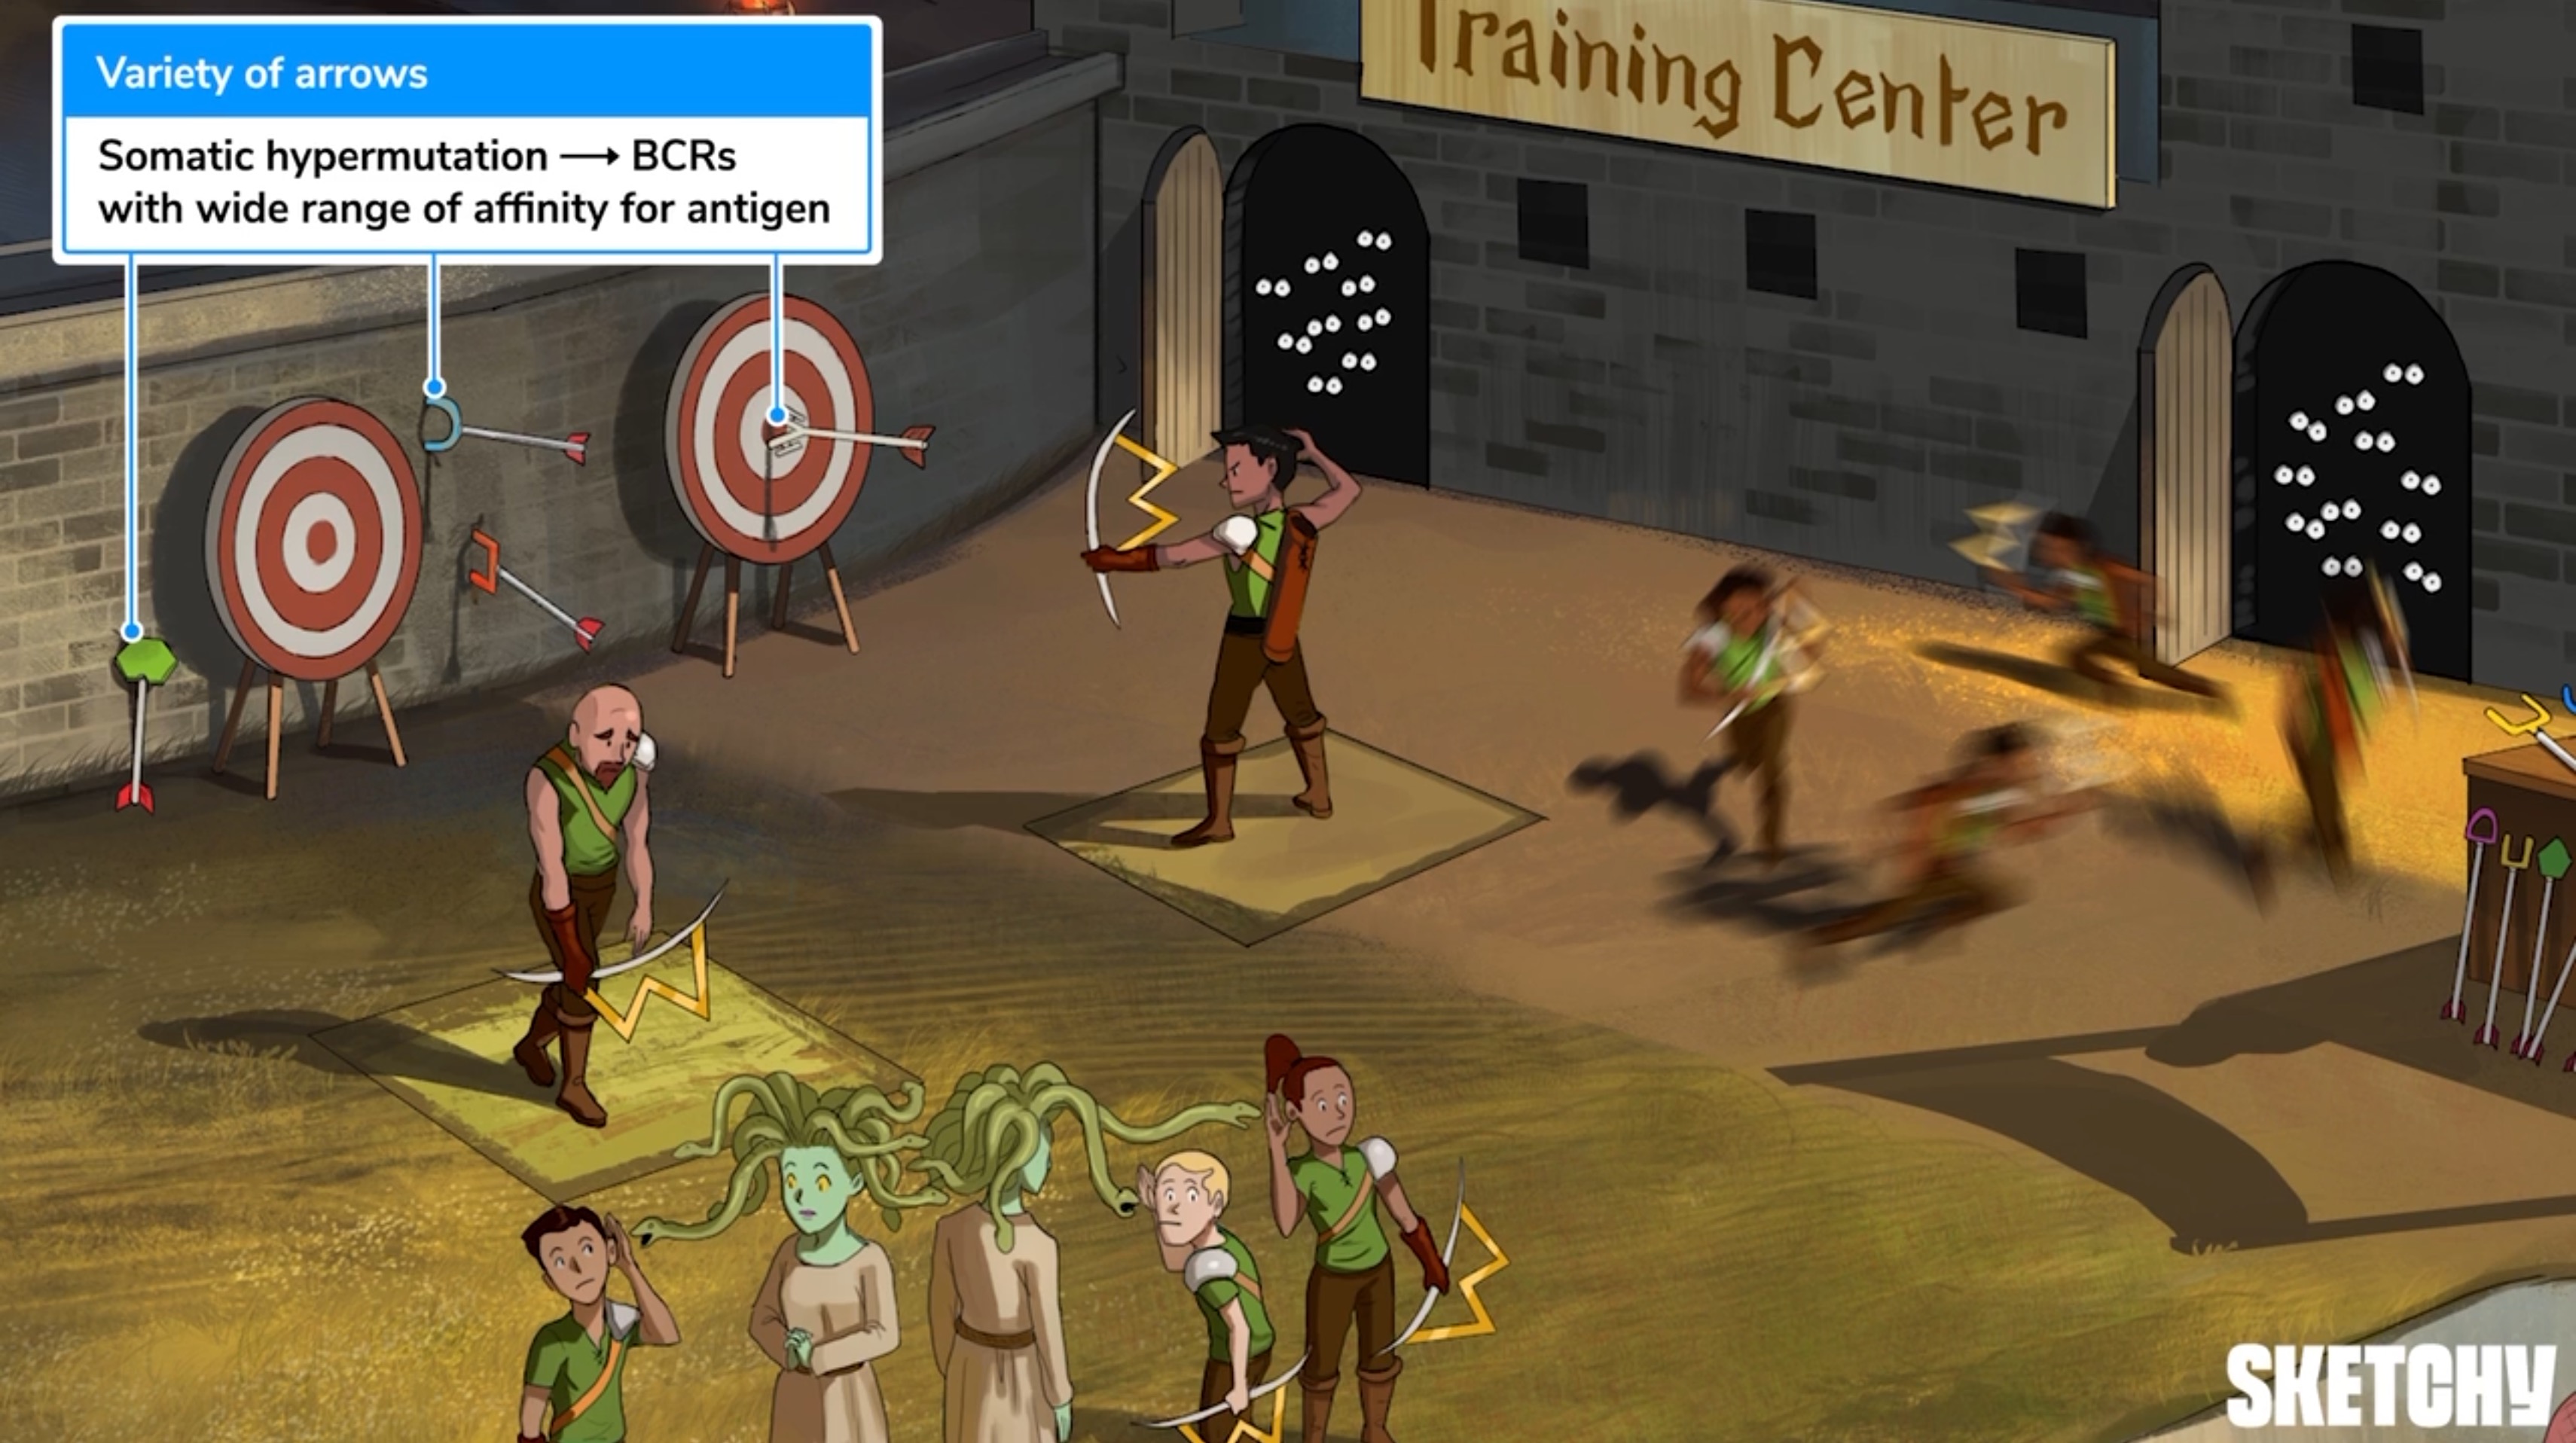 Training Center
Variety of arrows
Somatic hypermutation → BCRs
with wide range of affinity for antigen
SKETCHY